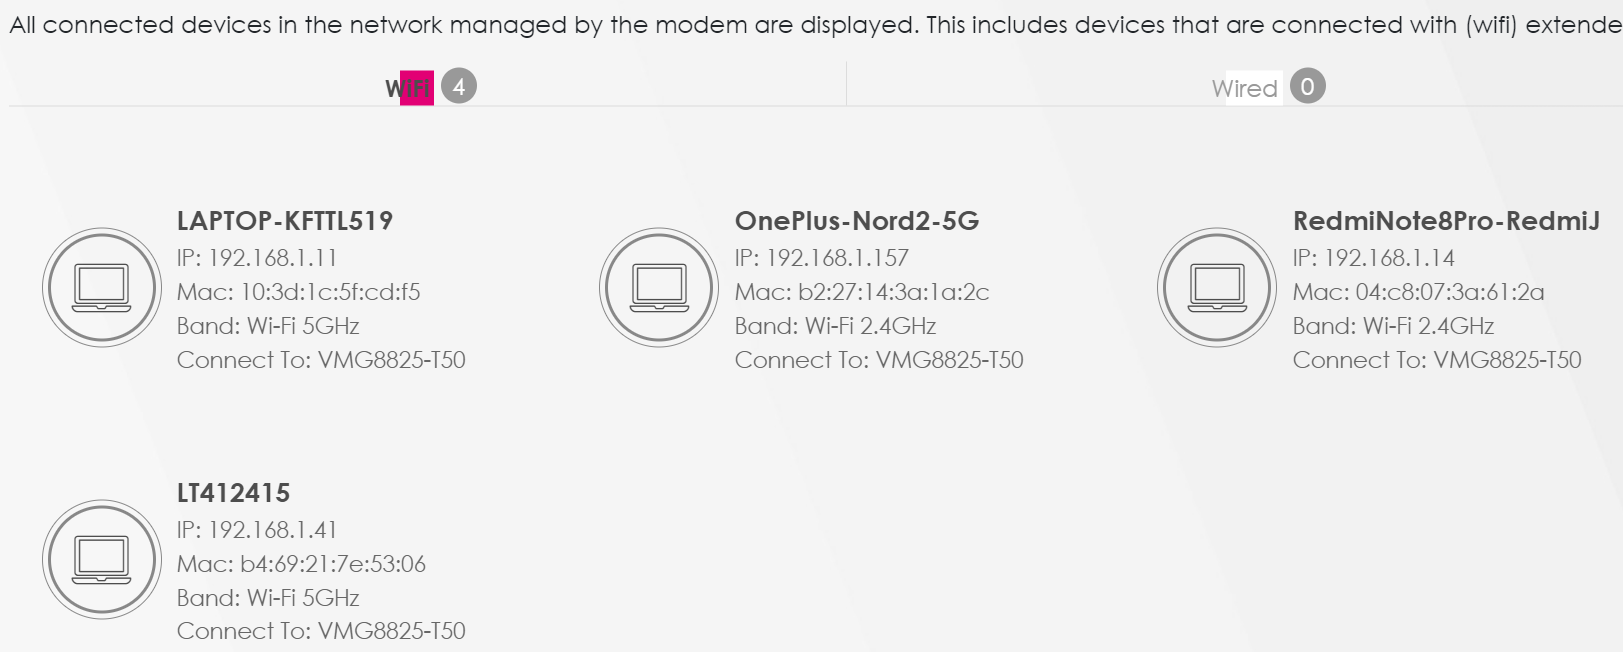 All connected devices in the network managed by the modem are displayed. This includes devices that are connected with (wifi) extende
WiFi 4
Wired 0
LAPTOP-KFTTL519
IP: 192.168.1.11
Mac: 10:3d:1c:5f:cd:f5
Band: Wi-Fi 5GHz
Connect To: VMG8825-T50
OnePlus-Nord2-5G
IP: 192.168.1.157
Mac: b2:27:14:3a:1a:2c
Band: Wi-Fi 2.4GHz
Connect To: VMG8825-T50
RedmiNote8Pro-RedmiJ
IP: 192.168.1.14
Mac: 04:c8:07:3a:61:2a
Band: Wi-Fi 2.4GHz
Connect To: VMG8825-T50
LT412415
IP: 192.168.1.41
Mac: b4:69:21:7e:53:06
Band: Wi-Fi 5GHz
Connect To: VMG8825-T50